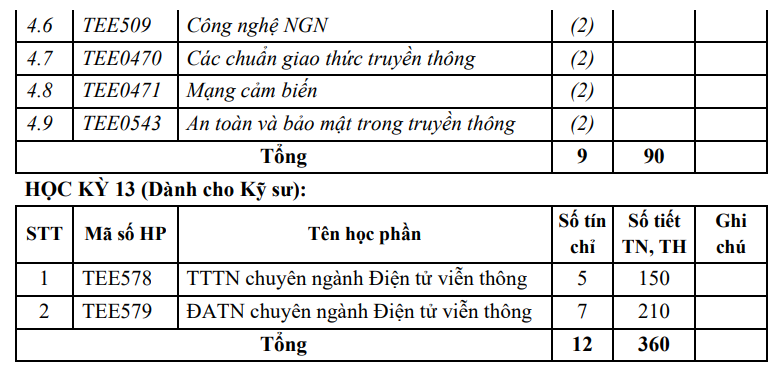 4.6 TEE509 Công nghệ NGN (2)
4.7 TEE0470 Các chuẩn giao thức truyền thông (2)
4.8 TEE0471 Mạng cảm biến (2)
4.9 TEE0543 An toàn và bảo mật trong truyền thông (2)
Tổng 9 90
HỌC KỲ 13 (Dành cho Kỹ sư):
STT Mã số HP Tên học phần Số tín chỉ Số tiết TN, TH Ghi chú
1 TEE578 TTTN chuyên ngành Điện tử viễn thông 5 150
2 TEE579 ĐATN chuyên ngành Điện tử viễn thông 7 210
Tổng 12 360